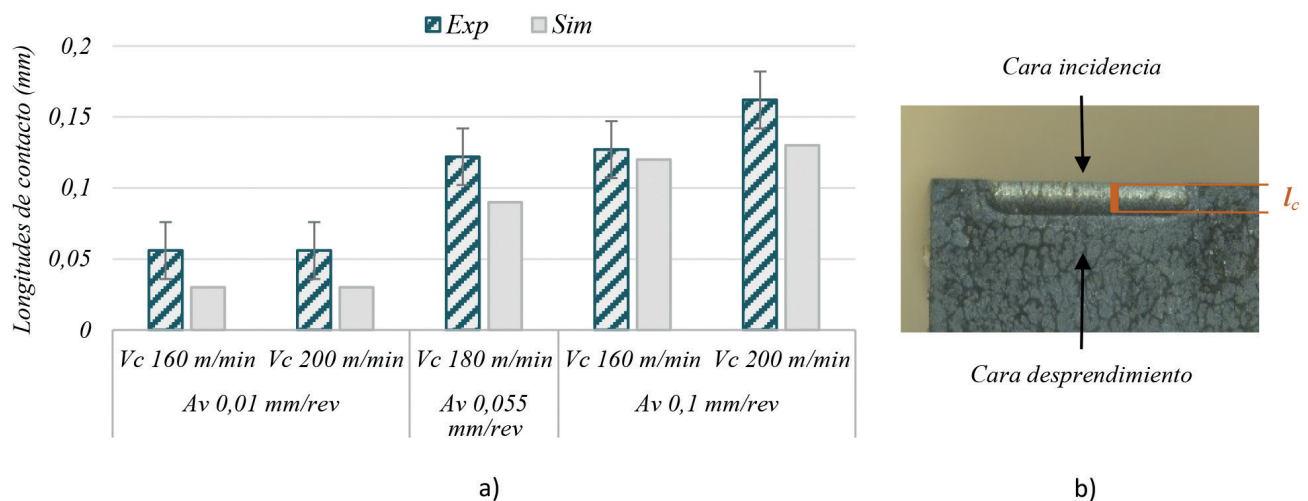 Exp Sim
Longitudes de contacto (mm)
0,2
0,15
0,1
0,05
0
Vc 160 m/min Vc 200 m/min Vc 180 m/min Vc 160 m/min Vc 200 m/min
Av 0,01 mm/rev Av 0,055 Av 0,1 mm/rev
mm/rev
a)
Cara incidencia
lc
Cara desprendimiento
b)